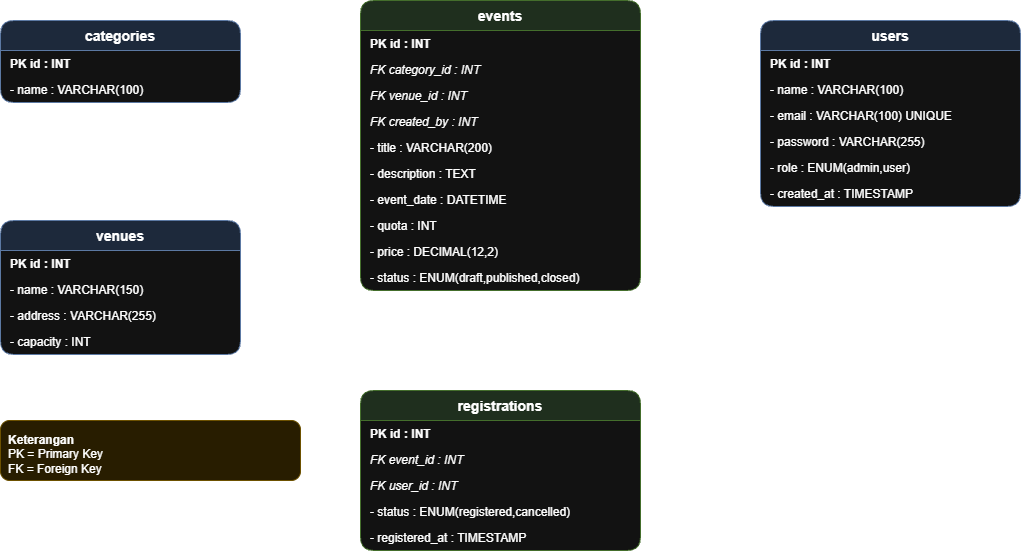 categories
PK id : INT
- name : VARCHAR(100)
venues
PK id : INT
- name : VARCHAR(150)
- address : VARCHAR(255)
- capacity : INT
Keterangan
PK = Primary Key
FK = Foreign Key
events
PK id : INT
FK category_id : INT
FK venue_id : INT
FK created_by : INT
- title : VARCHAR(200)
- description : TEXT
- event_date : DATETIME
- quota : INT
- price : DECIMAL(12,2)
- status : ENUM(draft,published,closed)
registrations
PK id : INT
FK event_id : INT
FK user_id : INT
- status : ENUM(registered,cancelled)
- registered_at : TIMESTAMP
users
PK id : INT
- name : VARCHAR(100)
- email : VARCHAR(100) UNIQUE
- password : VARCHAR(255)
- role : ENUM(admin,user)
- created_at : TIMESTAMP